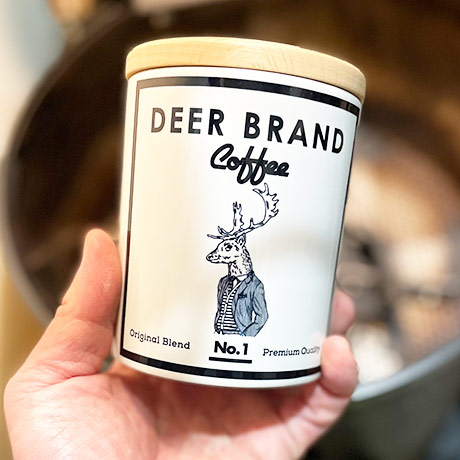 DEER BRAND
Coffee
Original Blend
No.1
Premium Quality